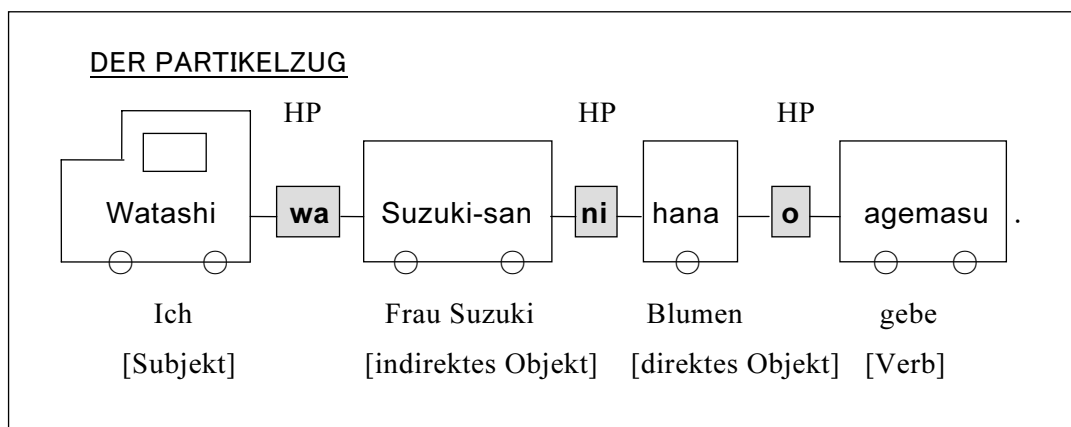 DER PARTIKELZUG
HP HP HP
Watashi wa Suzuki-san ni hana o agemasu .
Ich Frau Suzuki Blumen gebe
[Subjekt] [indirektes Objekt] [direktes Objekt] [Verb]